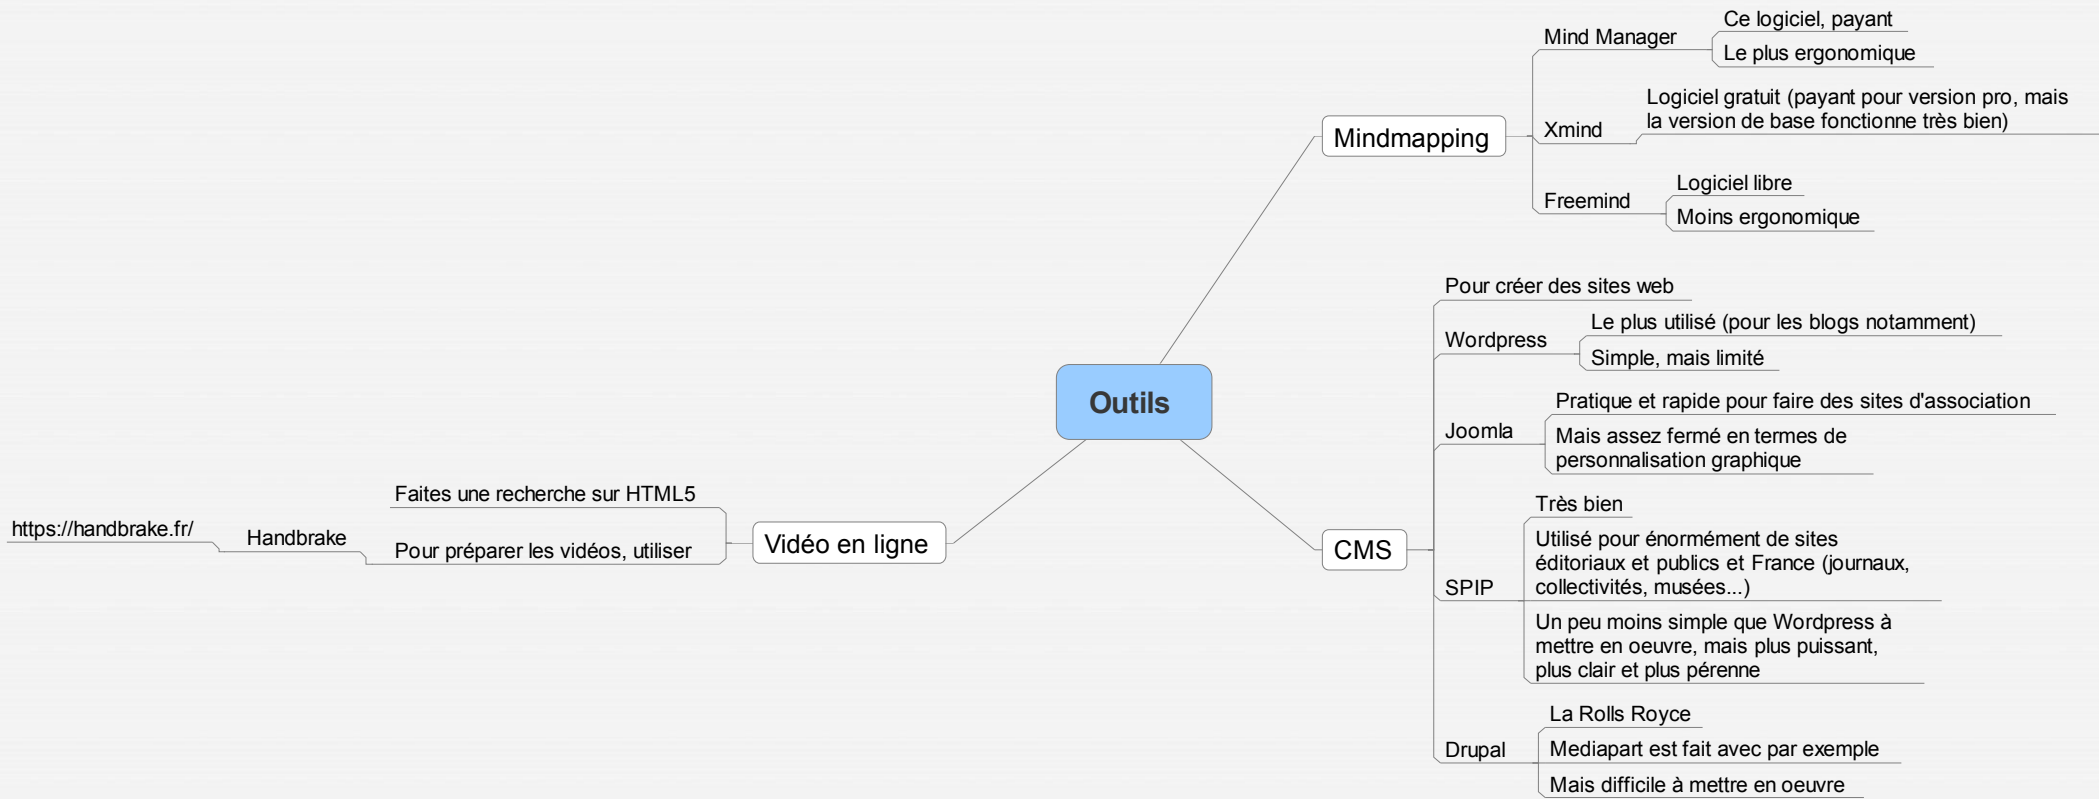 Outils
Mindmapping
Mind Manager
Ce logiciel, payant
Le plus ergonomique
Xmind
Logiciel gratuit (payant pour version pro, mais
la version de base fonctionne très bien)
Freemind
Logiciel libre
Moins ergonomique
CMS
Pour créer des sites web
Wordpress
Le plus utilisé (pour les blogs notamment)
Simple, mais limité
Joomla
Pratique et rapide pour faire des sites d'association
Mais assez fermé en termes de
personnalisation graphique
SPIP
Très bien
Utilisé pour énormément de sites
éditoriaux et publics et France (journaux,
collectivités, musées...)
Un peu moins simple que Wordpress à
mettre en oeuvre, mais plus puissant,
plus clair et plus pérenne
Drupal
La Rolls Royce
Mediapart est fait avec par exemple
Mais difficile à mettre en oeuvre
Vidéo en ligne
Faites une recherche sur HTML5
Pour préparer les vidéos, utiliser
Handbrake
https://handbrake.fr/